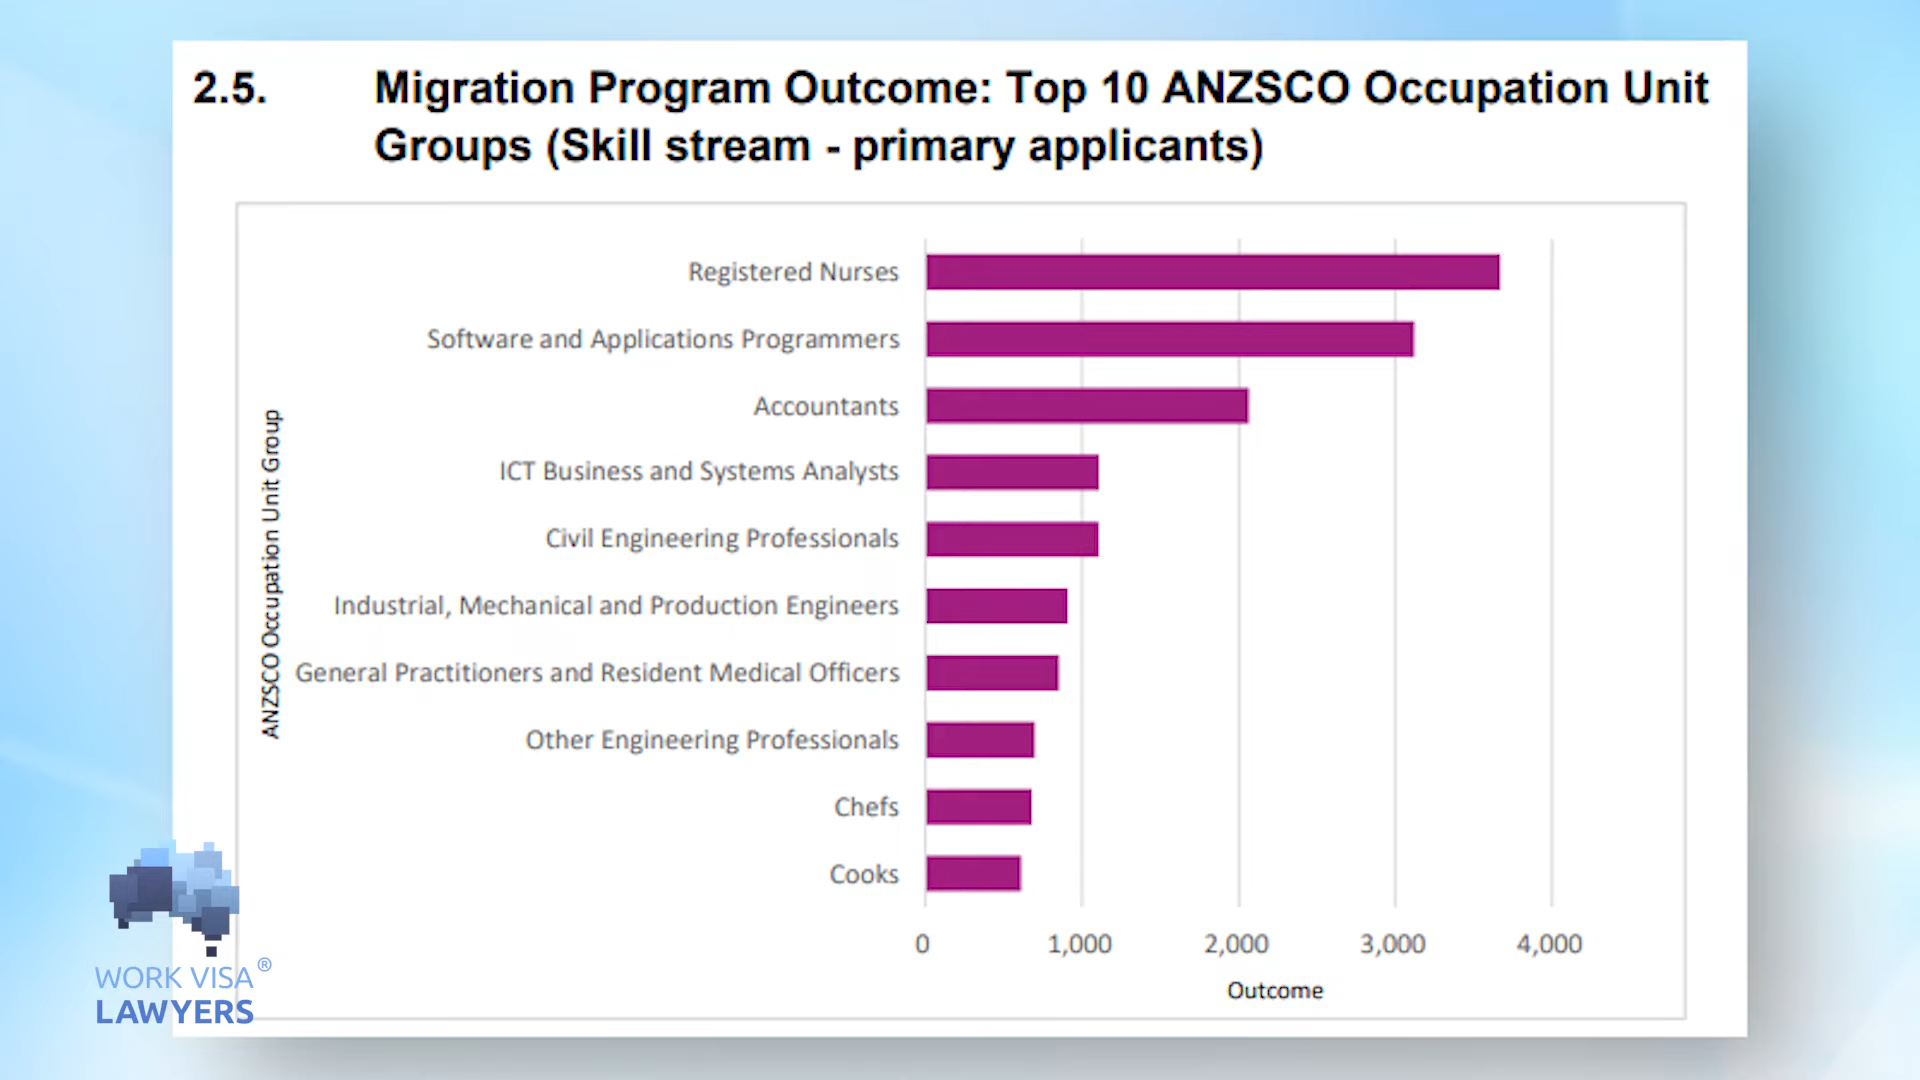 2.5. Migration Program Outcome: Top 10 ANZSCO Occupation Unit
Groups (Skill stream - primary applicants)
ANZSCO Occupation Unit Group
Registered Nurses
Software and Applications Programmers
Accountants
ICT Business and Systems Analysts
Civil Engineering Professionals
Industrial, Mechanical and Production Engineers
General Practitioners and Resident Medical Officers
Other Engineering Professionals
Chefs
Cooks
0 1,000 2,000 3,000 4,000
Outcome
WORK VISA®
LAWYERS